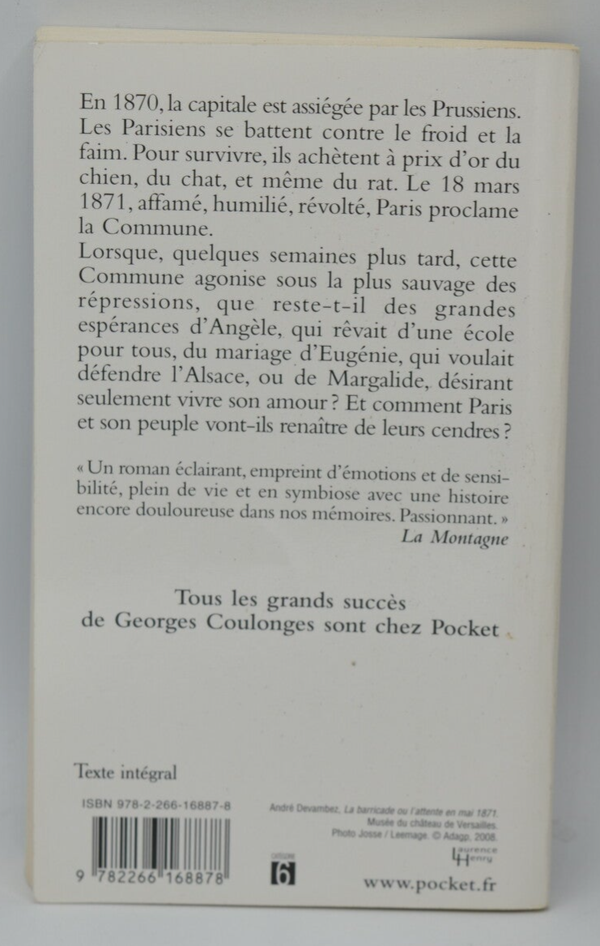 En 1870, la capitale est assiégée par les Prussiens.
Les Parisiens se battent contre le froid et la
faim. Pour survivre, ils achètent à prix d'or du
chien, du chat, et même du rat. Le 18 mars
1871, affamé, humilié, révolté, Paris proclame
la Commune.
Lorsque, quelques semaines plus tard, cette
Commune agonise sous la plus sauvage des
répressions, que reste-t-il des grandes
espérances d'Angèle, qui rêvait d'une école
pour tous, du mariage d'Eugénie, qui voulait
défendre l'Alsace, ou de Margalide, désirant
seulement vivre son amour ? Et comment Paris
et son peuple vont-ils renaître de leurs cendres ?
« Un roman éclairant, empreint d'émotions et de sensi-
bilité, plein de vie et en symbiose avec une histoire
encore douloureuse dans nos mémoires. Passionnant. »
La Montagne
Tous les grands succès
de Georges Coulonges sont chez Pocket
Texte intégral
ISBN 978-2-266-16887-8
9 782266 168878
André Devambez, La barricade ou l'attente en mai 1871.
Musée du château de Versailles.
Photo Josse / Leemage. © Adagp, 2008.
Laurence
Henry
6
www.pocket.fr